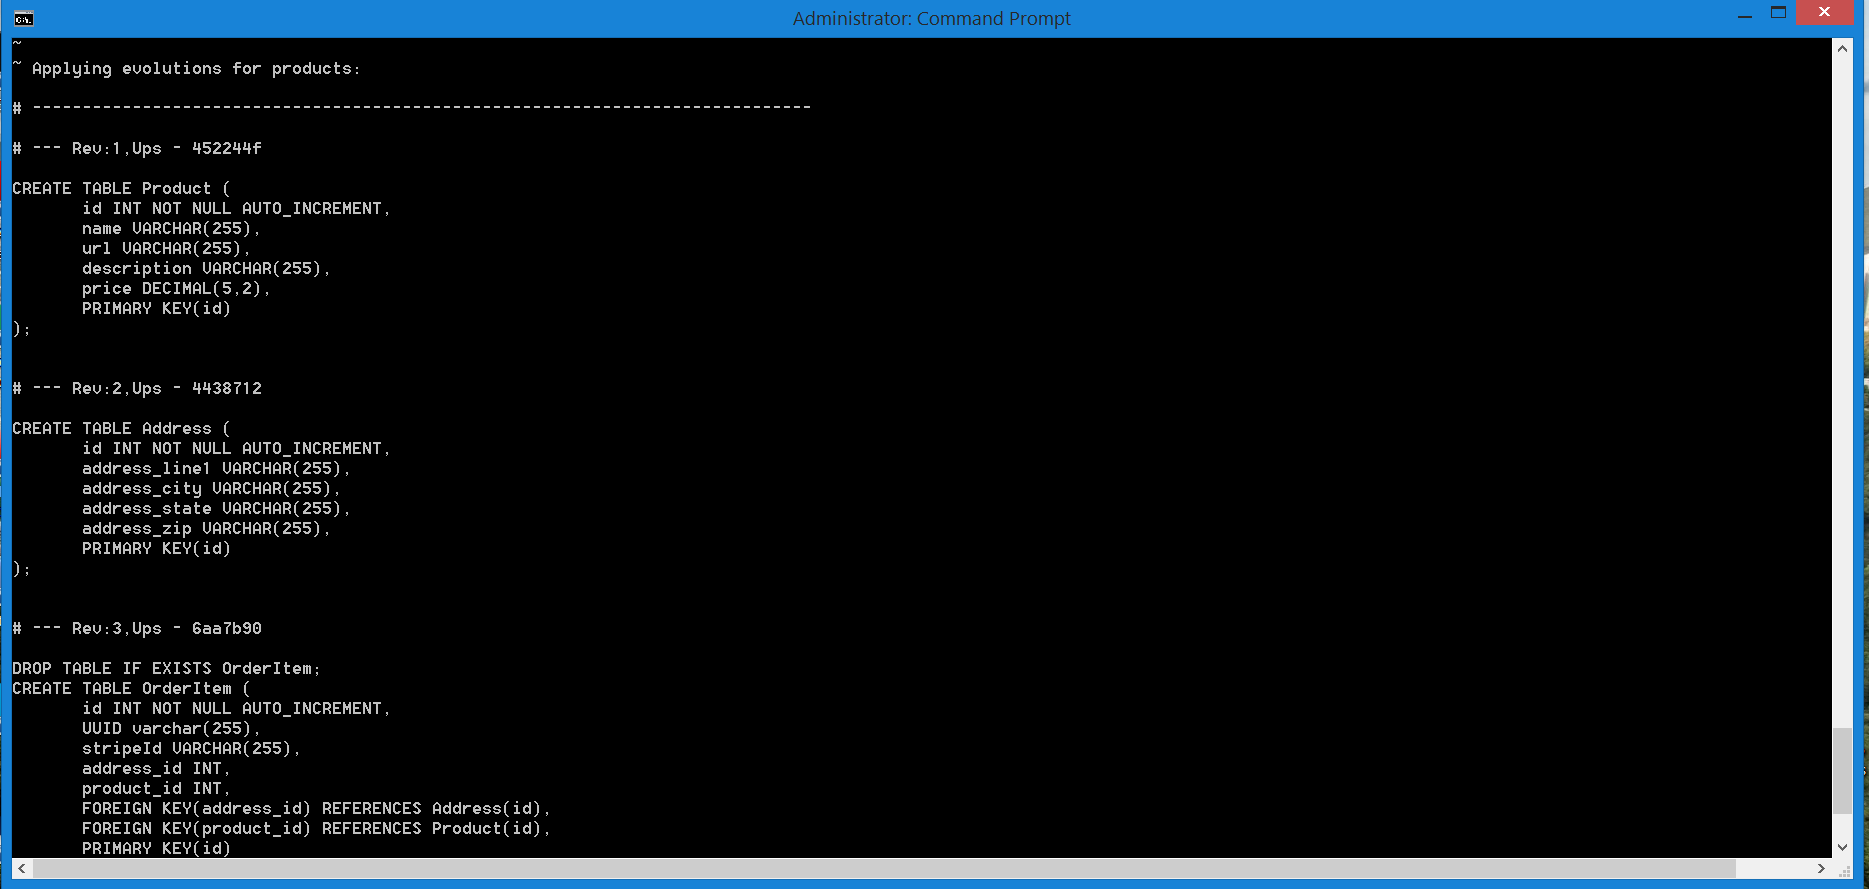 Administrator: Command Prompt
~
~ Applying evolutions for products:
# ------------------------------------------------------------------------------
# --- Rev:1,Ups - 452244f
CREATE TABLE Product (
id INT NOT NULL AUTO_INCREMENT,
name VARCHAR(255),
url VARCHAR(255),
description VARCHAR(255),
price DECIMAL(5,2),
PRIMARY KEY(id)
);
# --- Rev:2,Ups - 4438712
CREATE TABLE Address (
id INT NOT NULL AUTO_INCREMENT,
address_line1 VARCHAR(255),
address_city VARCHAR(255),
address_state VARCHAR(255),
address_zip VARCHAR(255),
PRIMARY KEY(id)
);
# --- Rev:3,Ups - 6aa7b90
DROP TABLE IF EXISTS OrderItem;
CREATE TABLE OrderItem (
id INT NOT NULL AUTO_INCREMENT,
UUID varchar(255),
stripeId VARCHAR(255),
address_id INT,
product_id INT,
FOREIGN KEY(address_id) REFERENCES Address(id),
FOREIGN KEY(product_id) REFERENCES Product(id),
PRIMARY KEY(id)